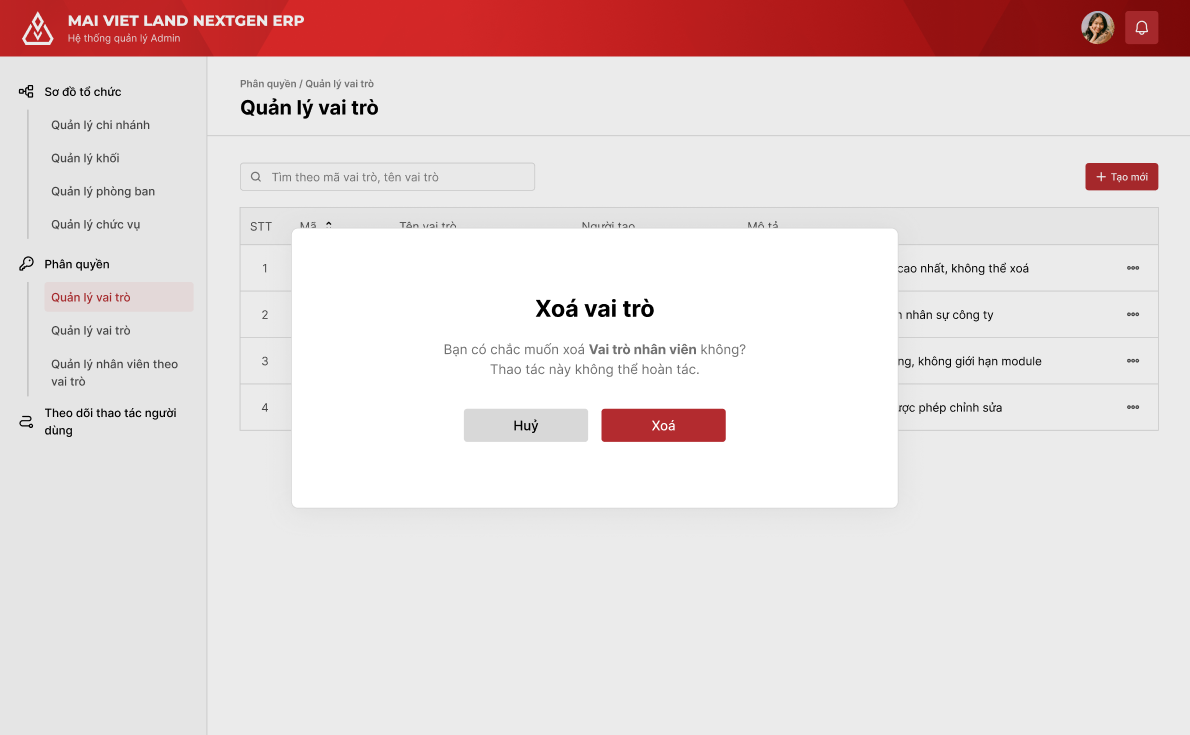 MAI VIET LAND NEXTGEN ERP
Hệ thống quản lý Admin
Sơ đồ tổ chức
Quản lý chi nhánh
Quản lý khối
Quản lý phòng ban
Quản lý chức vụ
Phân quyền
Quản lý vai trò
Quản lý vai trò
Quản lý nhân viên theo
vai trò
Theo dõi thao tác người
dùng
Phân quyền / Quản lý vai trò
Quản lý vai trò
Tìm theo mã vai trò, tên vai trò
Tạo mới
STT Mã Tên vai trò Người tạo Mô tả
1 cao nhất, không thể xoá
2 nhân sự công ty
3 không giới hạn module
4 phép chỉnh sửa
Xoá vai trò
Bạn có chắc muốn xoá Vai trò nhân viên không?
Thao tác này không thể hoàn tác.
Huỷ Xoá